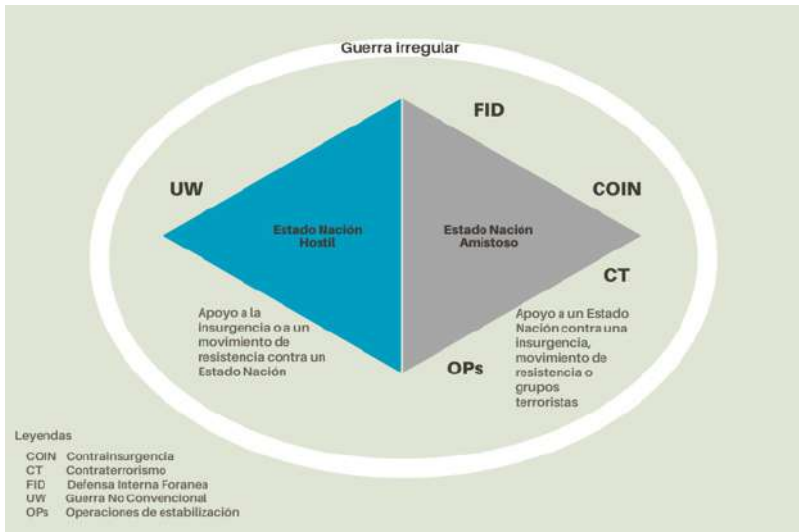 Guerra irregular
FID
UW
COIN
Estado Nación
Hostil
Estado Nación
Amistoso
CT
Apoyo a la
insurgencia o a un
movimiento de
resistencia contra un
Estado Nación
Apoyo a un Estado
Nación contra una
insurgencia,
movimiento de
resistencia o
grupos
terroristas
OPs
Leyendas
COIN Contrainsurgencia
CT Contraterrorismo
FID Defensa Interna Foranea
UW Guerra No Convencional
OPs Operaciones de estabilización